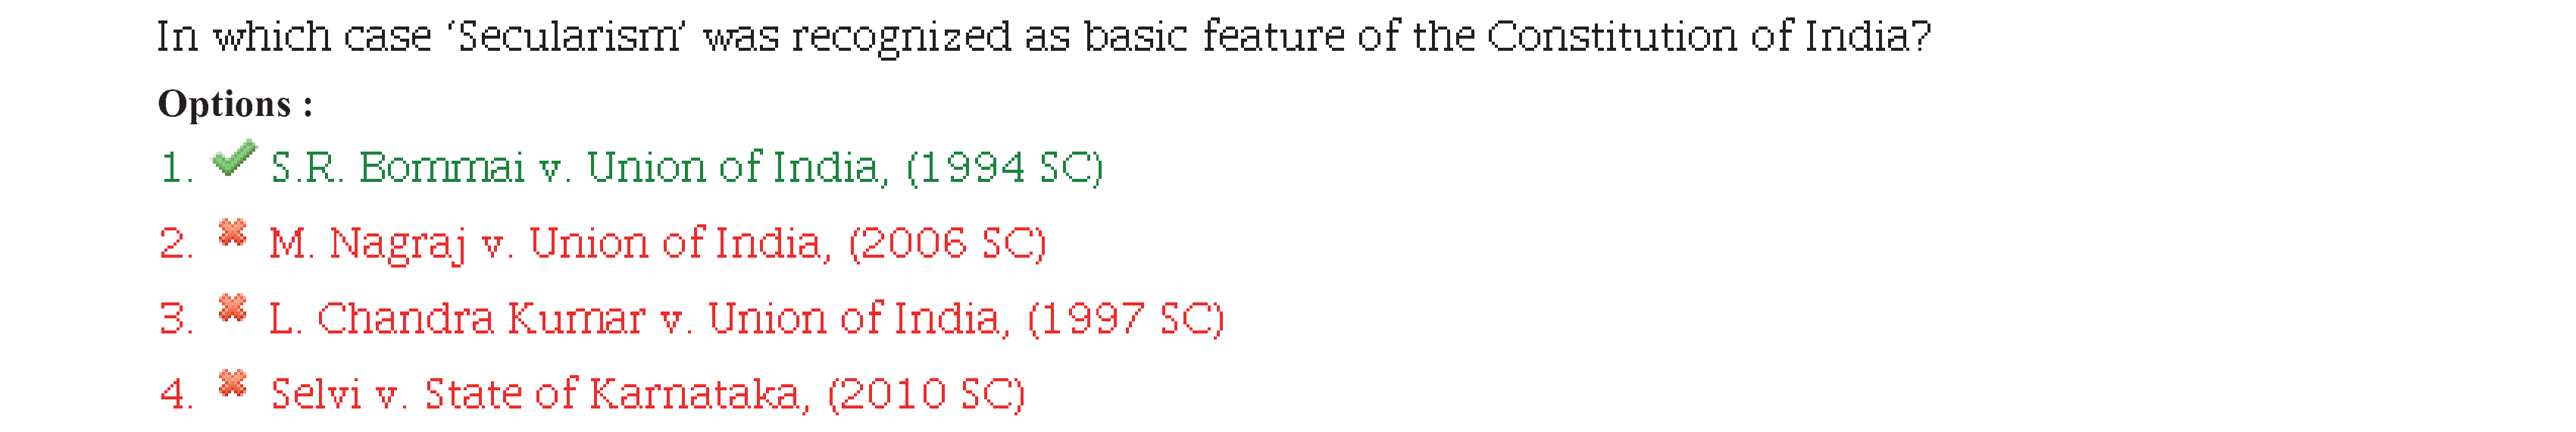 In which case ‘Secularism’ was recognized as basic feature of the Constitution of India?
Options :
1. S.R. Bommai v. Union of India, (1994 SC)
2. M. Nagraj v. Union of India, (2006 SC)
3. L. Chandra Kumar v. Union of India, (1997 SC)
4. Selvi v. State of Karnataka, (2010 SC)